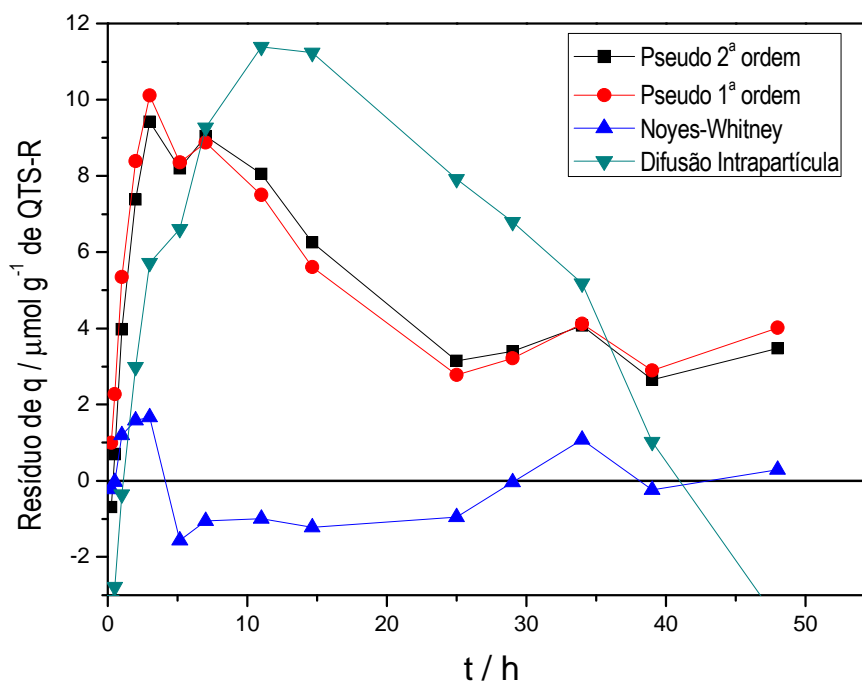 12
10
8
6
4
2
0
-2
0
10
20
30
40
50
Resíduo de q / μmol g⁻¹ de QTS-R
t / h
Pseudo 2ª ordem
Pseudo 1ª ordem
Noyes-Whitney
Difusão Intrapartícula